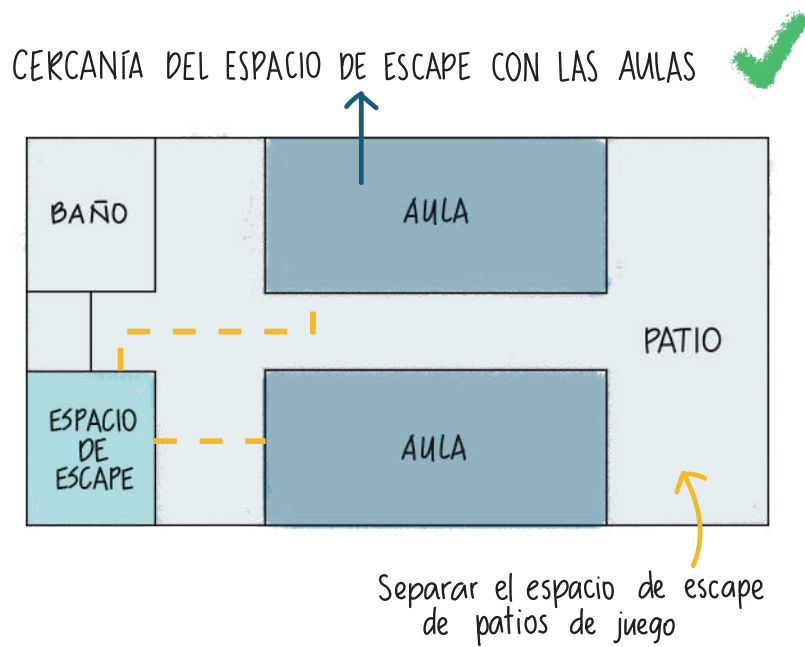 CERCANÍA DEL ESPACIO DE ESCAPE CON LAS AULAS
BAÑO
AULA
PATIO
ESPACIO
DE
ESCAPE
AULA
Separar el espacio de escape
de patios de juego